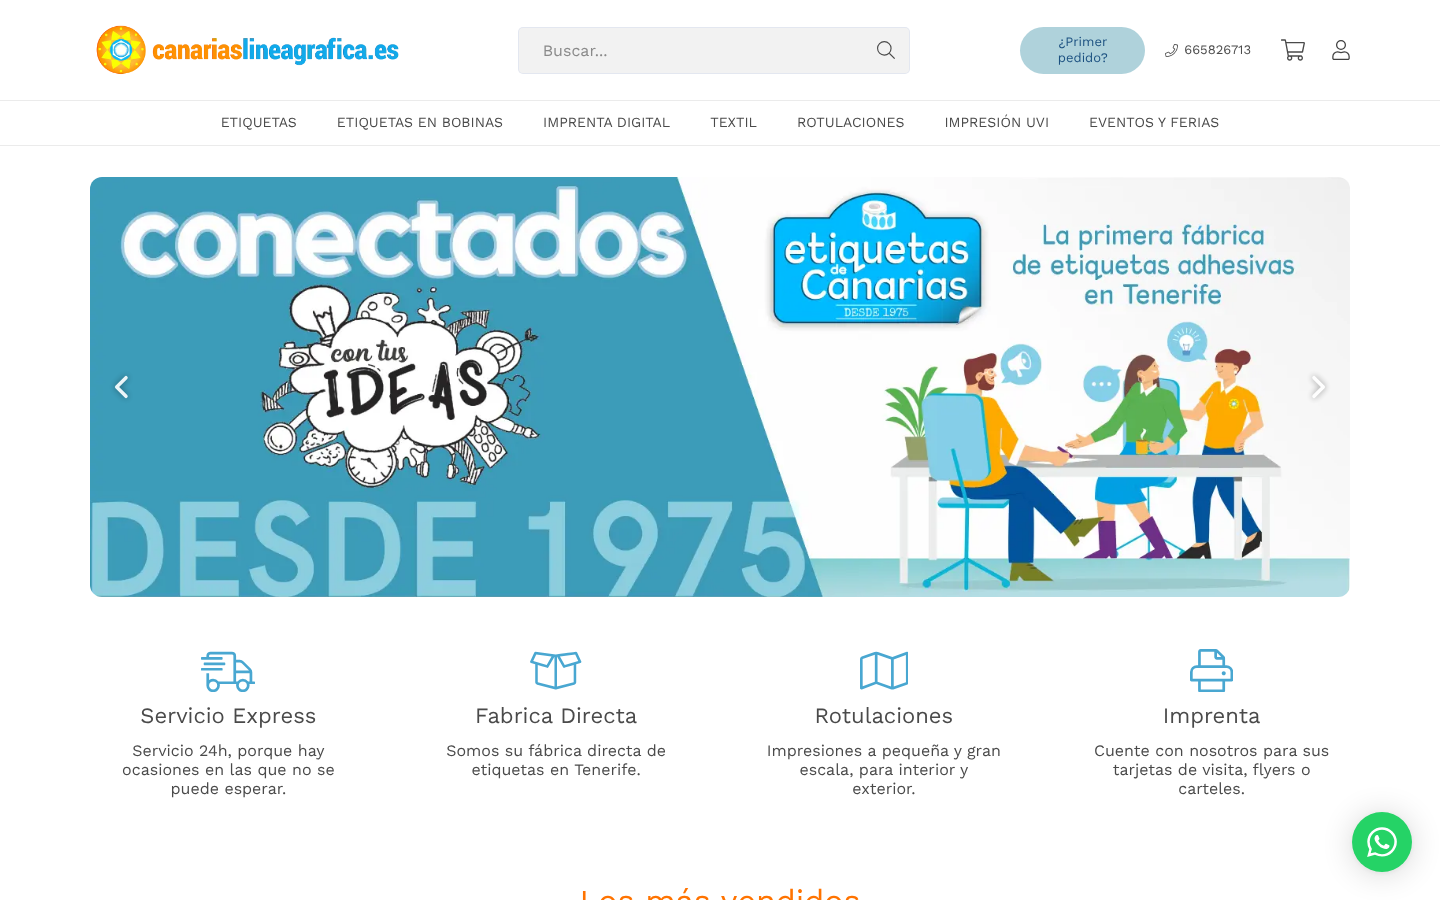 canariaslineagrafica.es
Buscar...
¿Primer
pedido?
665826713
ETIQUETAS
ETIQUETAS EN BOBINAS
IMPRENTA DIGITAL
TEXTIL
ROTULACIONES
IMPRESIÓN UVI
EVENTOS Y FERIAS
conectados
con tus
IDEAS
DESDE 1975
etiquetas
de
Canarias
DESDE 1975
La primera fábrica
de etiquetas adhesivas
en Tenerife
Servicio Express
Servicio 24h, porque hay
ocasiones en las que no se
puede esperar.
Fabrica Directa
Somos su fábrica directa de
etiquetas en Tenerife.
Rotulaciones
Impresiones a pequeña y gran
escala, para interior y
exterior.
Imprenta
Cuente con nosotros para sus
tarjetas de visita, flyers o
carteles.
Los más vendidos